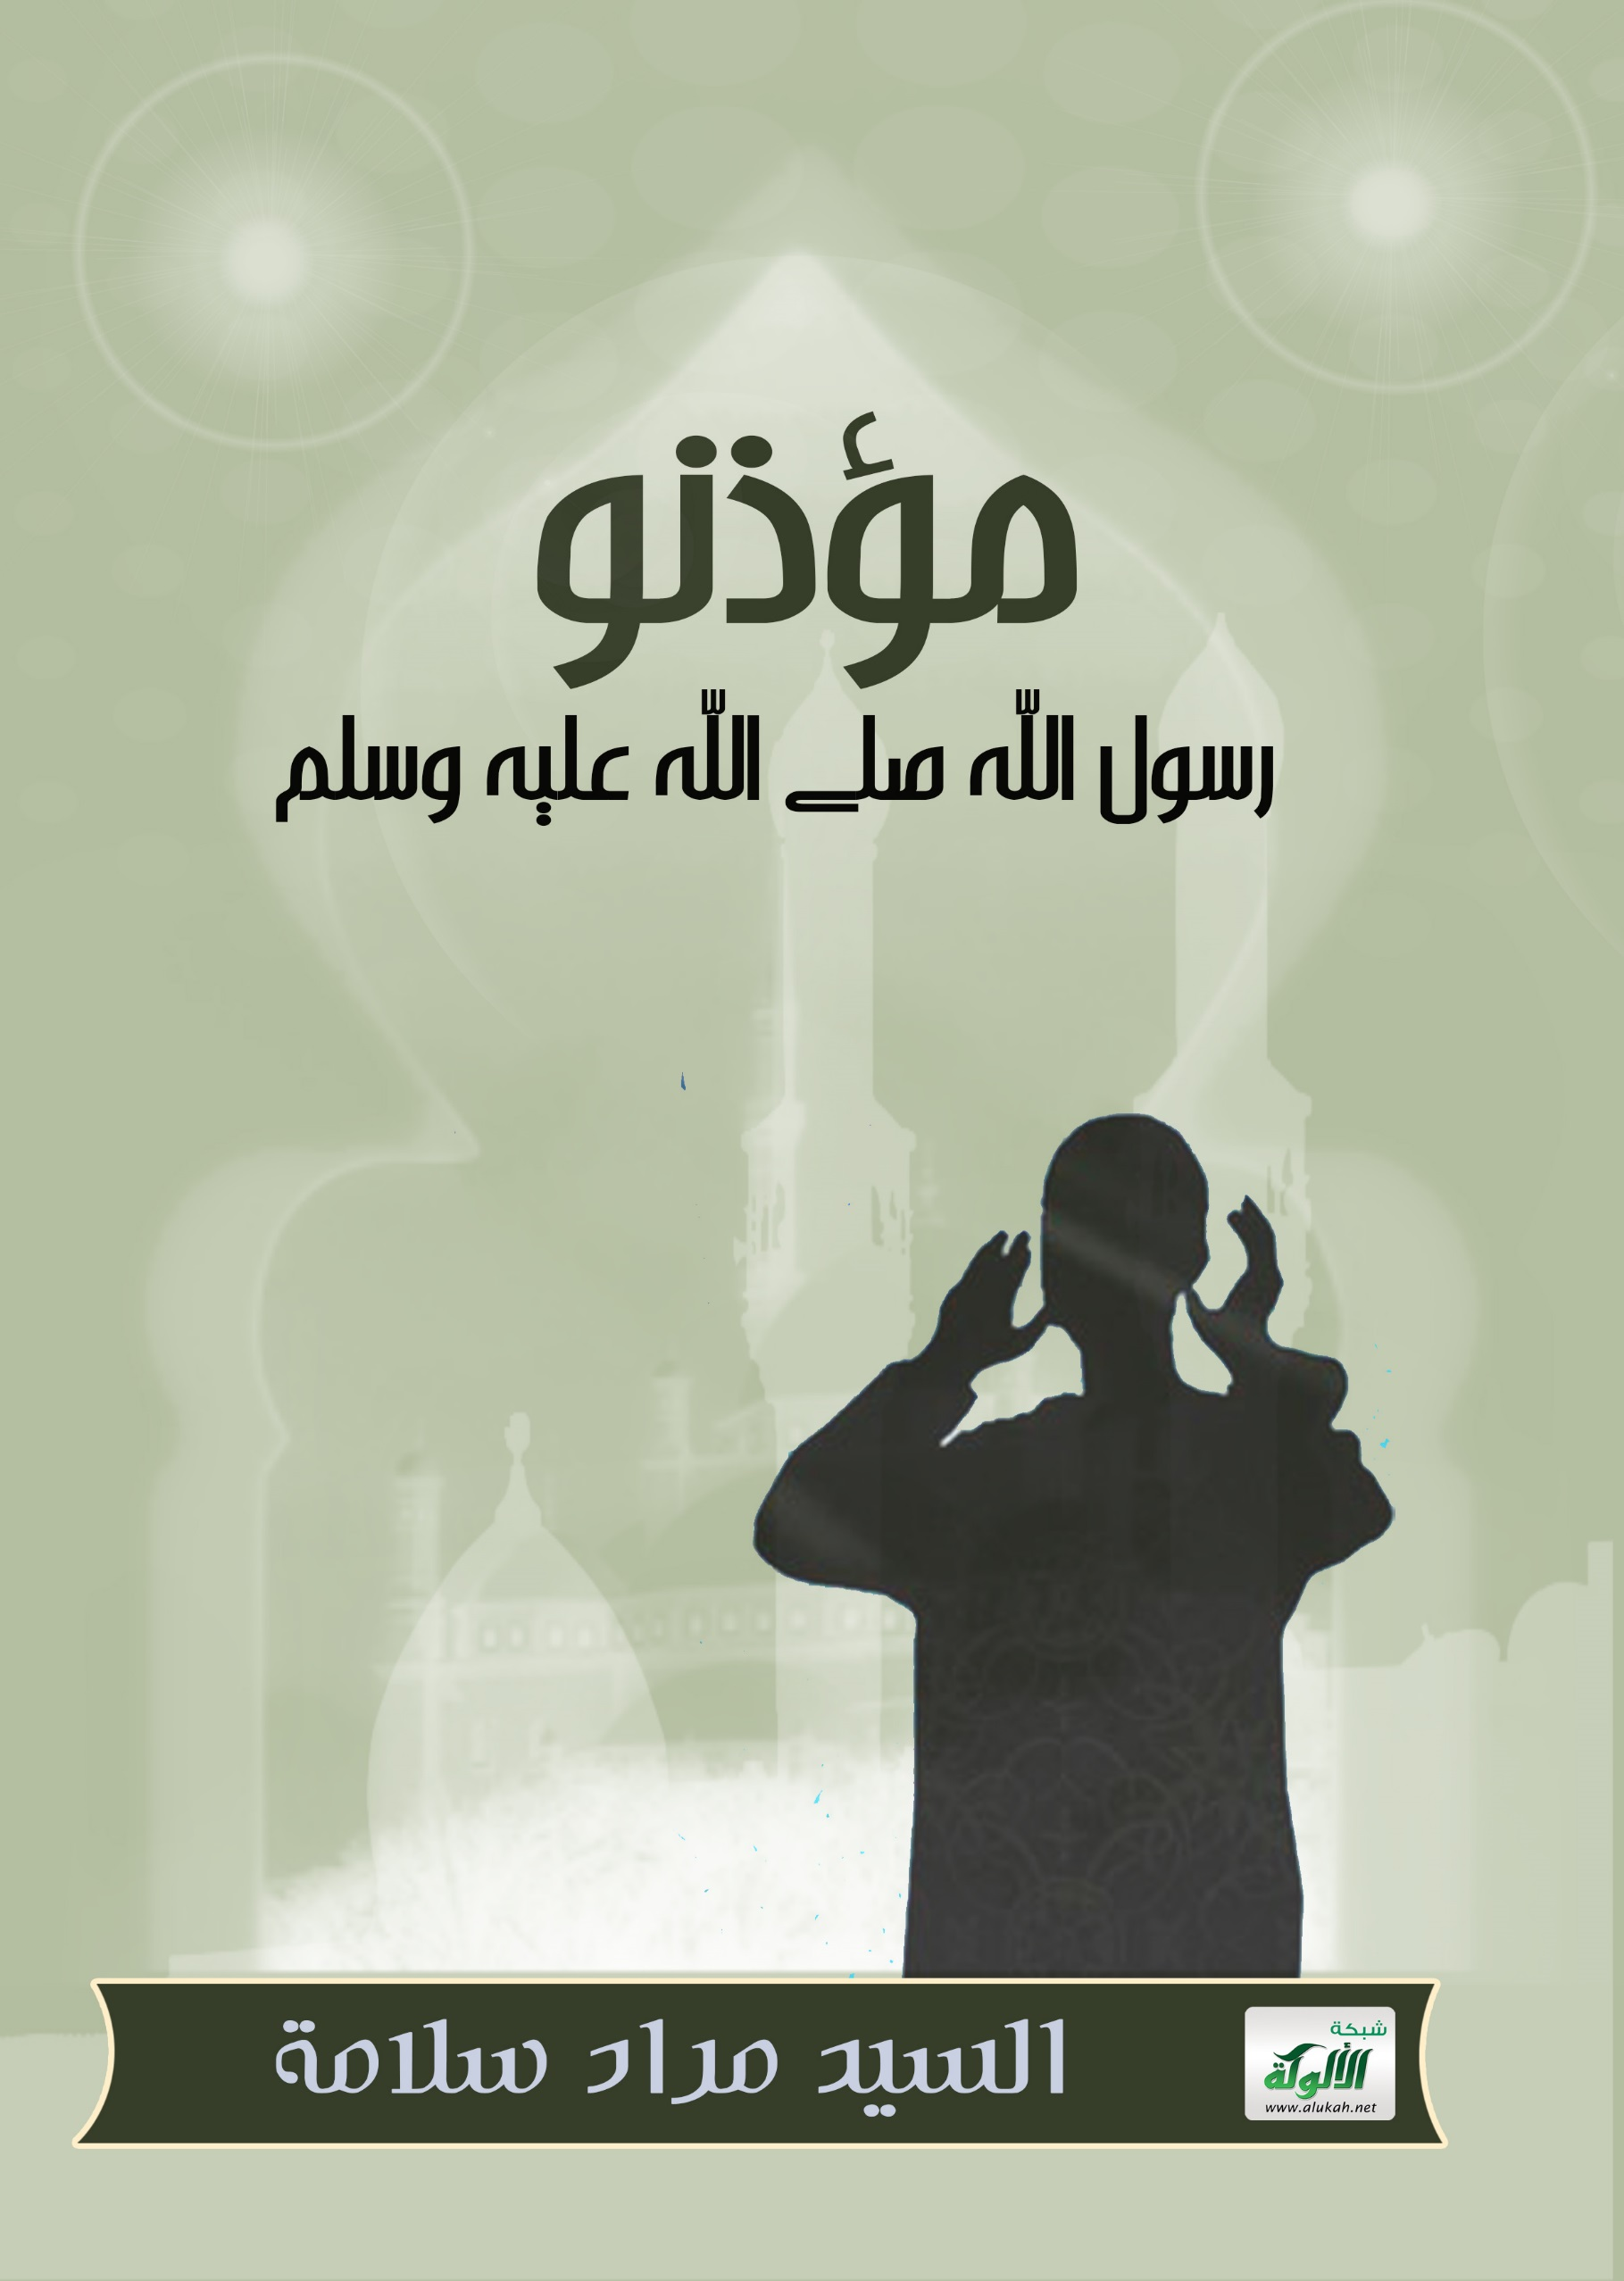 مؤذنو
رسول الله صلى الله عليه وسلم
السيد مراد سلامة
شبكة
الألوكة
www.alukah.net